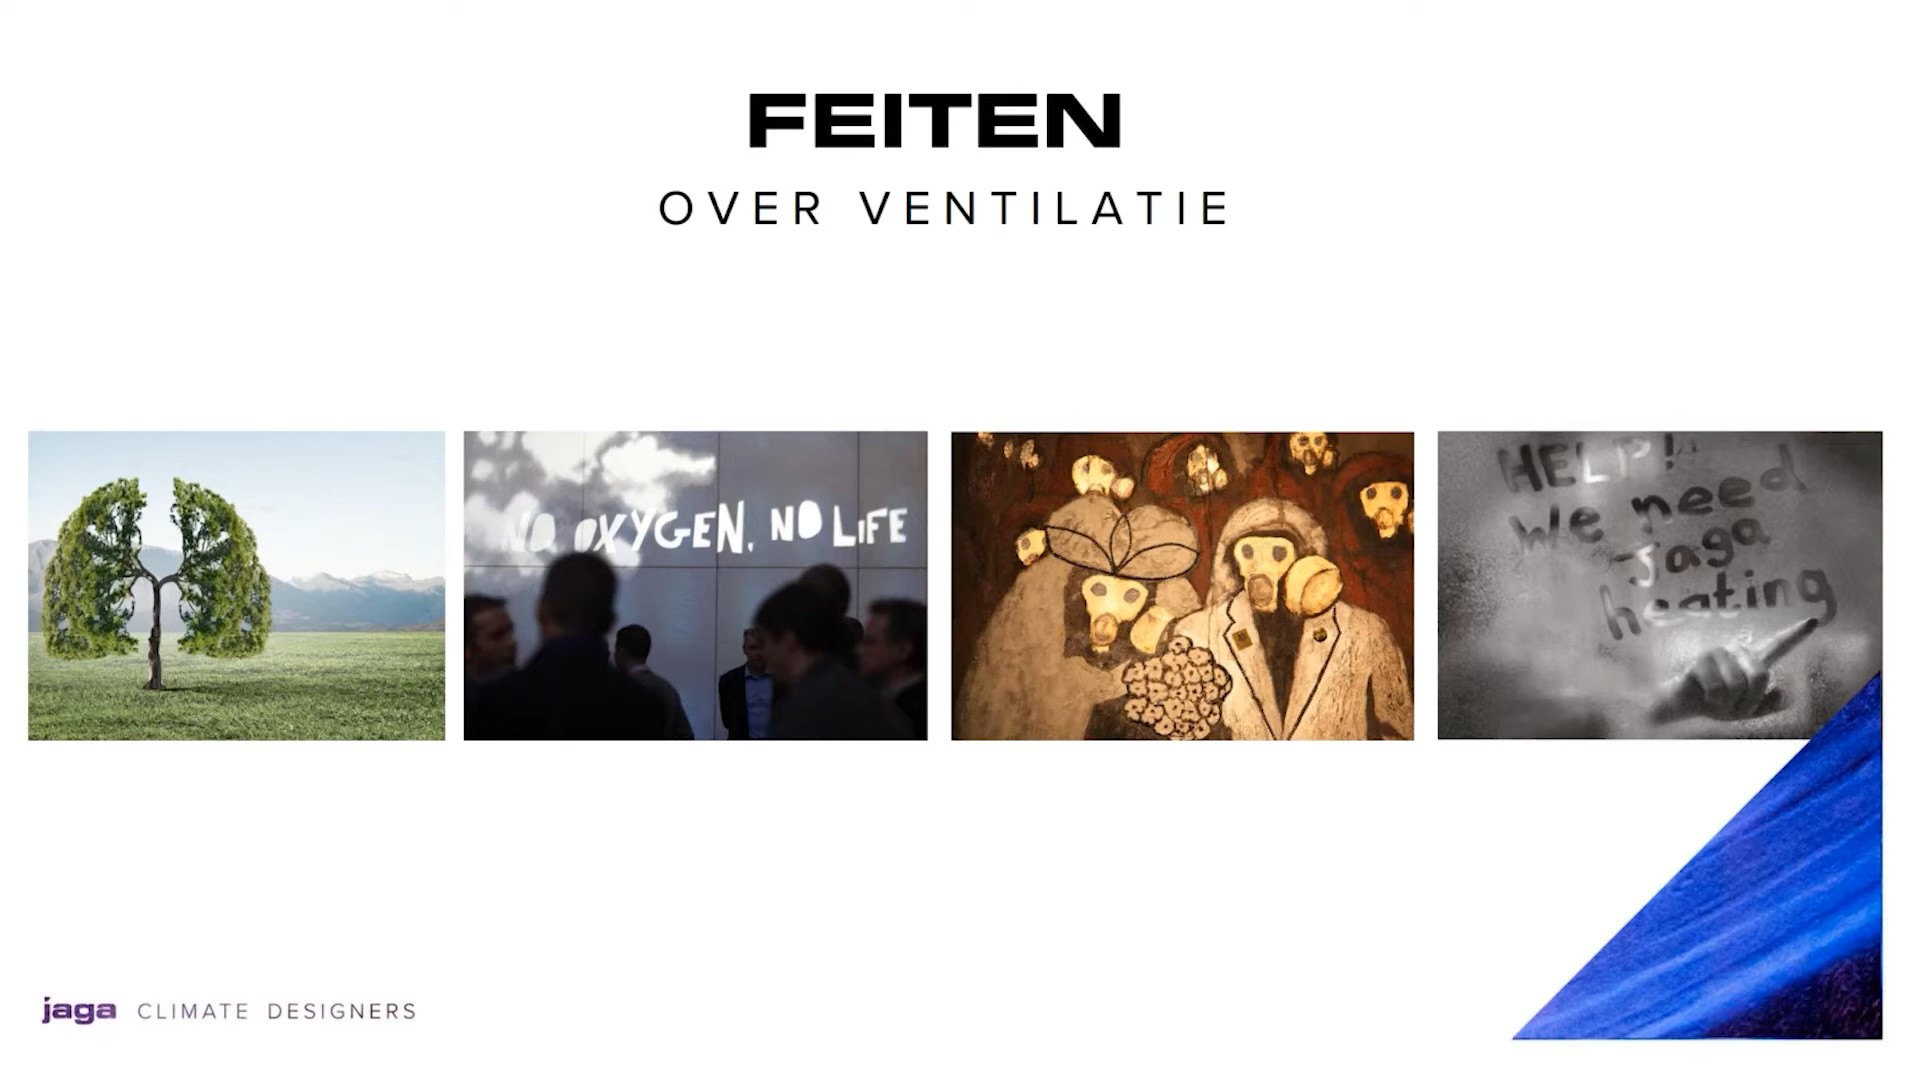 FEITEN
OVER VENTILATIE
NO OXYGEN, NO LIFE
HELP!
We need
Jaga
heating
jaga CLIMATE DESIGNERS